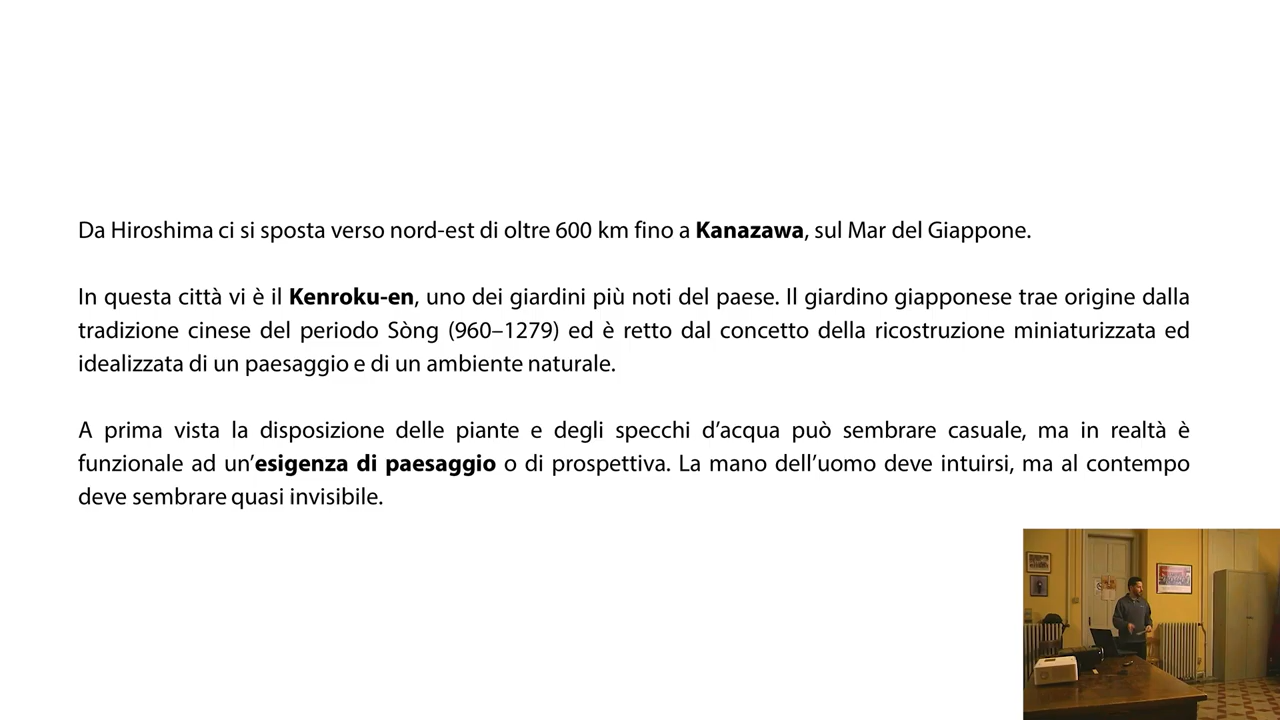 Da Hiroshima ci si sposta verso nord-est di oltre 600 km fino a Kanazawa, sul Mar del Giappone.
In questa città vi è il Kenroku-en, uno dei giardini più noti del paese. Il giardino giapponese trae origine dalla
tradizione cinese del periodo Sòng (960–1279) ed è retto dal concetto della ricostruzione miniaturizzata ed
idealizzata di un paesaggio e di un ambiente naturale.
A prima vista la disposizione delle piante e degli specchi d’acqua può sembrare casuale, ma in realtà è
funzionale ad un’esigenza di paesaggio o di prospettiva. La mano dell’uomo deve intuirsi, ma al contempo
deve sembrare quasi invisibile.